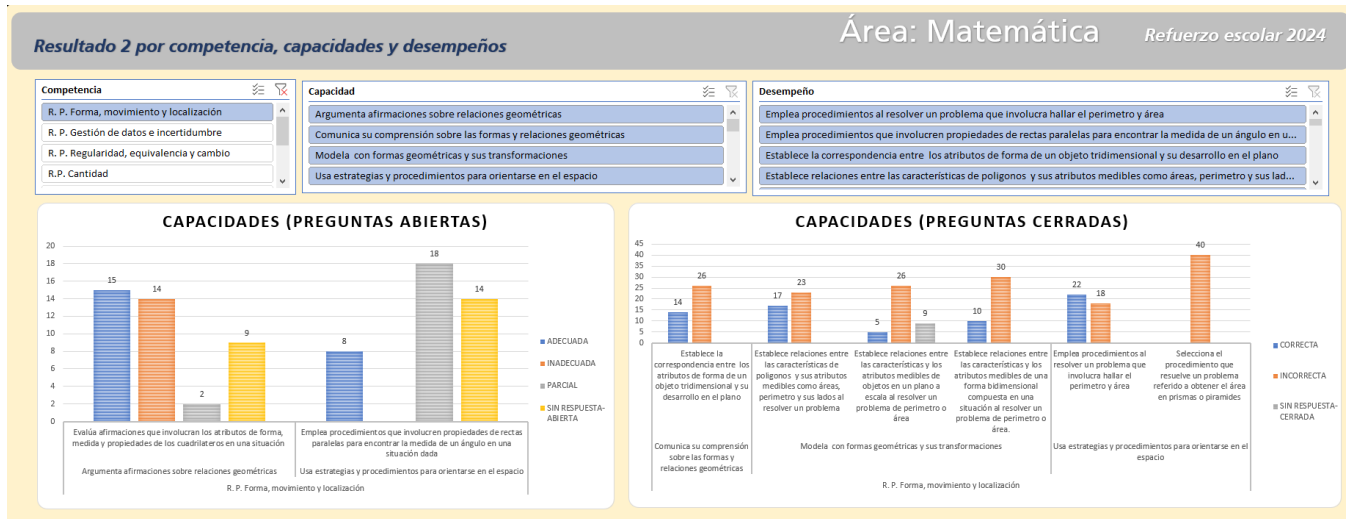 Área: Matemática
Refuerzo escolar 2024
Resultado 2 por competencia, capacidades y desempeños
Competencia
R. P. Forma, movimiento y localización
R. P. Gestión de datos e incertidumbre
R. P. Regularidad, equivalencia y cambio
R.P. Cantidad
Capacidad
Argumenta afirmaciones sobre relaciones geométricas
Comunica su comprensión sobre las formas y relaciones geométricas
Modela con formas geométricas y sus transformaciones
Usa estrategias y procedimientos para orientarse en el espacio
Desempeño
Emplea procedimientos al resolver un problema que involucra hallar el perimetro y área
Emplea procedimientos que involucren propiedades de rectas paralelas para encontrar la medida de un ángulo en u...
Establece la correspondencia entre los atributos de forma de un objeto tridimensional y su desarrollo en el plano
Establece relaciones entre las características de poligonos y sus atributos medibles como áreas, perimetro y sus lad...
CAPACIDADES (PREGUNTAS ABIERTAS)
20
18
16
14
12
10
8
6
4
2
0
15
14
2
9
8
18
14
Evalúa afirmaciones que involucran los atributos de forma,
medida y propiedades de los cuadrilateros en una situación
Emplea procedimientos que involucren propiedades de rectas
paralelas para encontrar la medida de un ángulo en una
situación dada
Argumenta afirmaciones sobre relaciones geométricas
Usa estrategias y procedimientos para orientarse en el espacio
R. P. Forma, movimiento y localización
ADECUADA
INADECUADA
PARCIAL
SIN RESPUESTA-
ABIERTA
CAPACIDADES (PREGUNTAS CERRADAS)
45
40
35
30
25
20
15
10
5
0
14
26
17
23
5
26
9
10
30
22
18
40
Establece la
correspondencia entre los
atributos de forma de un
objeto tridimensional y su
desarrollo en el plano
Establece relaciones entre
las características de
poligonos y sus atributos
medibles como áreas,
perimetro y sus lados al
resolver un problema
Establece relaciones entre
las características y los
atributos medibles de
objetos en un plano a
escala al resolver un
problema de perimetro o
área
Establece relaciones entre
las características y los
atributos medibles de una
forma bidimensional
compuesta en una
situación al resolver un
problema de perimetro o
área.
Emplea procedimientos al
resolver un problema que
involucra hallar el
perimetro y área
Selecciona el
procedimiento que
resuelve un problema
referido a obtener el área
en prismas o piramides
Comunica su comprensión
sobre las formas y
relaciones geométricas
Modela con formas geométricas y sus transformaciones
Usa estrategias y procedimientos para orientarse en el
espacio
R. P. Forma, movimiento y localización
CORRECTA
INCORRECTA
SIN RESPUESTA-
CERRADA